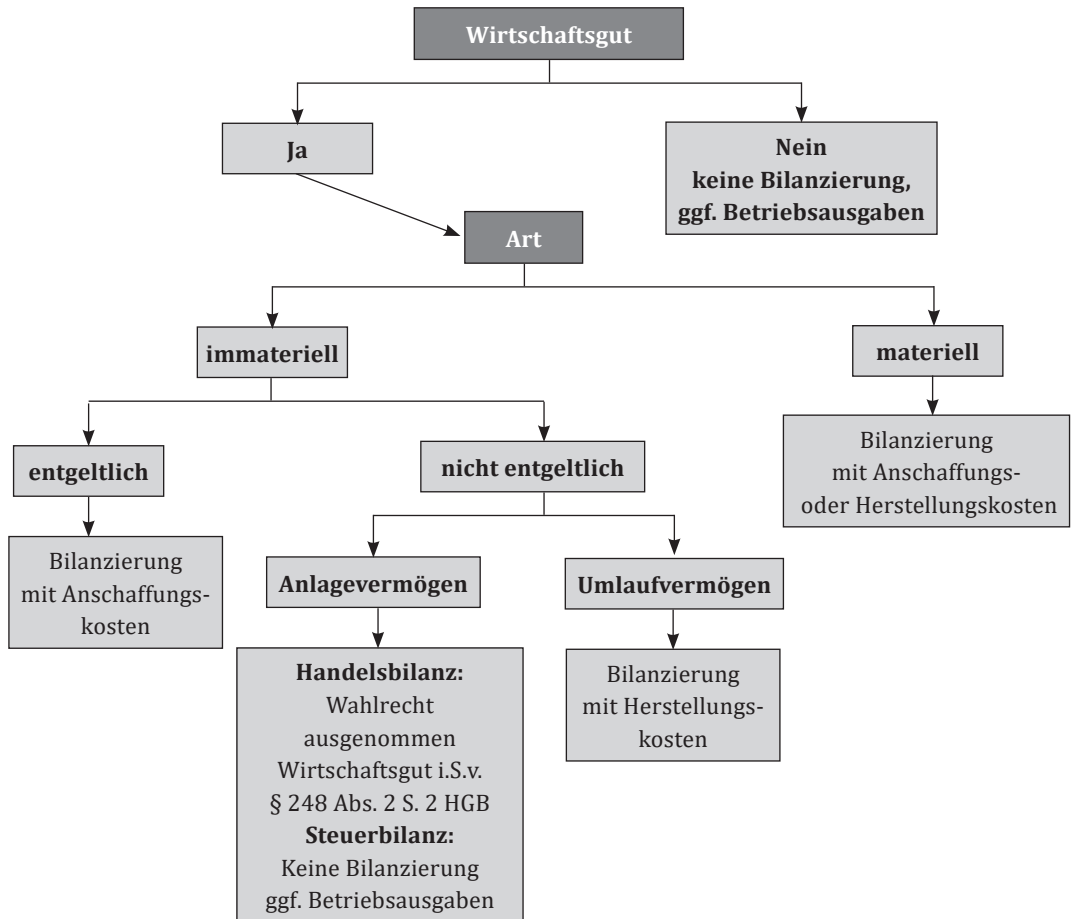 Wirtschaftsgut
Ja
Nein
keine Bilanzierung,
ggf. Betriebsausgaben
Art
immateriell
materiell
entgeltlich
nicht entgeltlich
Bilanzierung
mit Anschaffungs-
oder Herstellungskosten
Bilanzierung
mit Anschaffungs-
kosten
Anlagevermögen
Umlaufvermögen
Handelsbilanz:
Wahlrecht
ausgenommen
Wirtschaftsgut i.S.v.
§ 248 Abs. 2 S. 2 HGB
Steuerbilanz:
Keine Bilanzierung
ggf. Betriebsausgaben
Bilanzierung
mit Herstellungs-
kosten